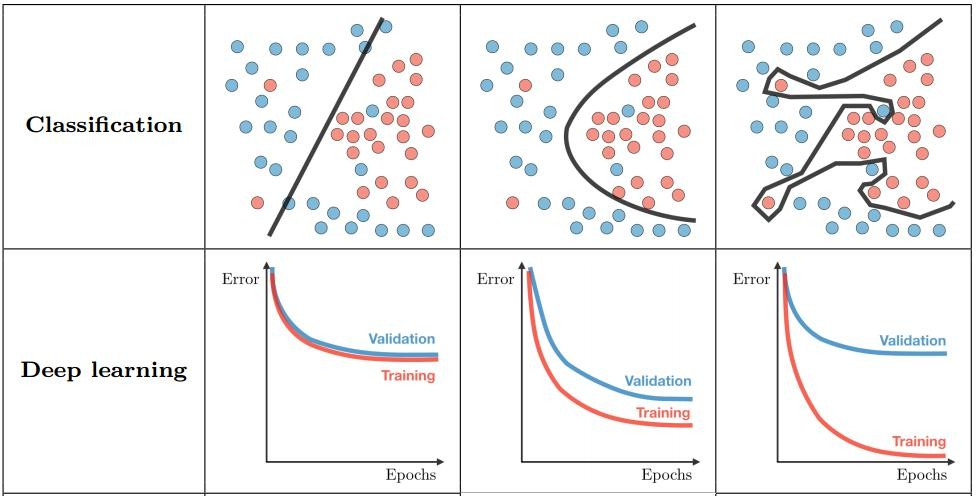 Classification
Deep learning
Error
Validation
Training
Epochs
Error
Validation
Training
Epochs
Error
Validation
Training
Epochs